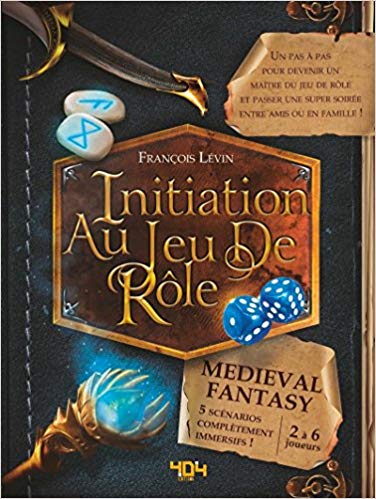 Un pas à pas
pour devenir un
maître du jeu de rôle
et passer une super soirée
entre amis ou en famille !
François Lévin
Initiation
Au Jeu De
Rôle
Medieval
Fantasy
5 scénarios
complètement
immersifs !
2 à 6
joueurs
404
éditions